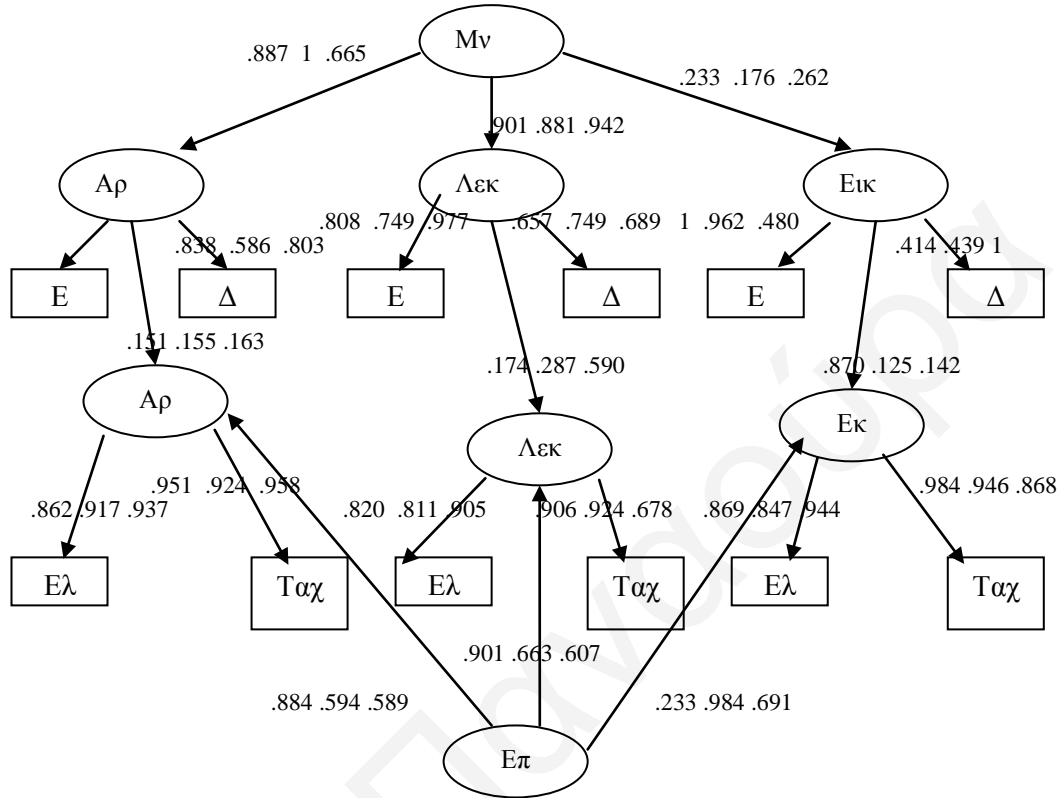 Μν
.887 1 .665
.233 .176 .262
.901 .881 .942
Αρ
Λεκ
Εικ
.838 .586 .803
.808 .749 .977
.657 .749 .689
1 .962 .480
.414 .439 1
Ε
Δ
Ε
Δ
Ε
Δ
.151 .155 .163
.174 .287 .590
.870 .125 .142
Αρ
Λεκ
Εκ
.862 .917 .937
.951 .924 .958
.820 .811 .905
.906 .924 .678
.869 .847 .944
.984 .946 .868
Ελ
Ταχ
Ελ
Ταχ
Ελ
Ταχ
.884 .594 .589
.901 .663 .607
.233 .984 .691
Επ
Παναούρα